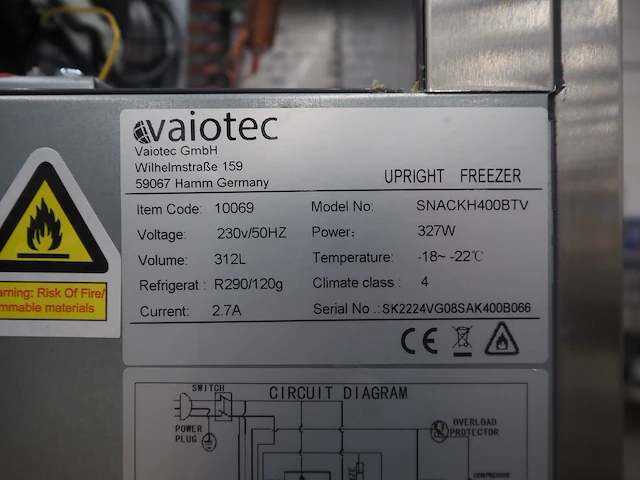 vaiotec
Vaiotec GmbH
Wilhelmstraße 159
59067 Hamm Germany
UPRIGHT FREEZER
Item Code: 10069 Model No: SNACKH400BTV
Voltage: 230v/50HZ Power: 327W
Volume: 312L Temperature: -18~ -22℃
Refrigerat : R290/120g Climate class : 4
Current: 2.7A Serial No .:SK2224VG08SAK400B066
CE
arning: Risk Of Fire/
mmable materials
CIRCUIT DIAGRAM
SWITCH
POWER
PLUG
OVERLOAD
PROTECTOR
COMPRESSOR